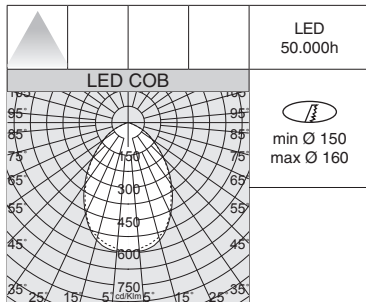 LED
50.000h
LED COB
105° 105°
95° 95°
85° 85°
75° 75°
65° 65°
55° 55°
45° 45°
35° 35°
25° 15° 5° 5° 15° 25°
150
300
450
600
750
cd/Klm
min Ø 150
max Ø 160